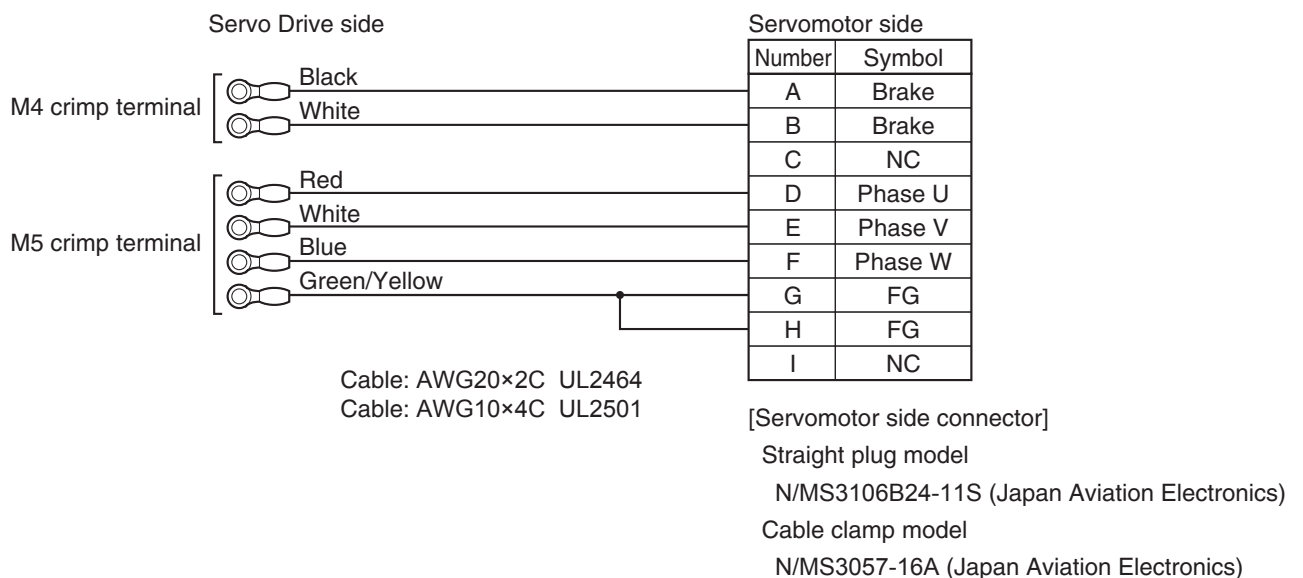 Servo Drive side
Servomotor side
Number Symbol
M4 crimp terminal
Black
White
A Brake
B Brake
C NC
M5 crimp terminal
Red
White
Blue
Green/Yellow
D Phase U
E Phase V
F Phase W
G FG
H FG
I NC
Cable: AWG20×2C UL2464
Cable: AWG10×4C UL2501
[Servomotor side connector]
Straight plug model
N/MS3106B24-11S (Japan Aviation Electronics)
Cable clamp model
N/MS3057-16A (Japan Aviation Electronics)